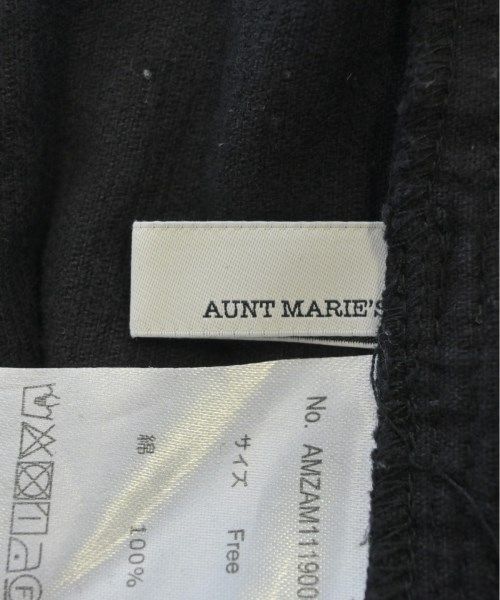 AUNT MARIE'S
No. AMZAM111900
サイズ Free
綿 100%